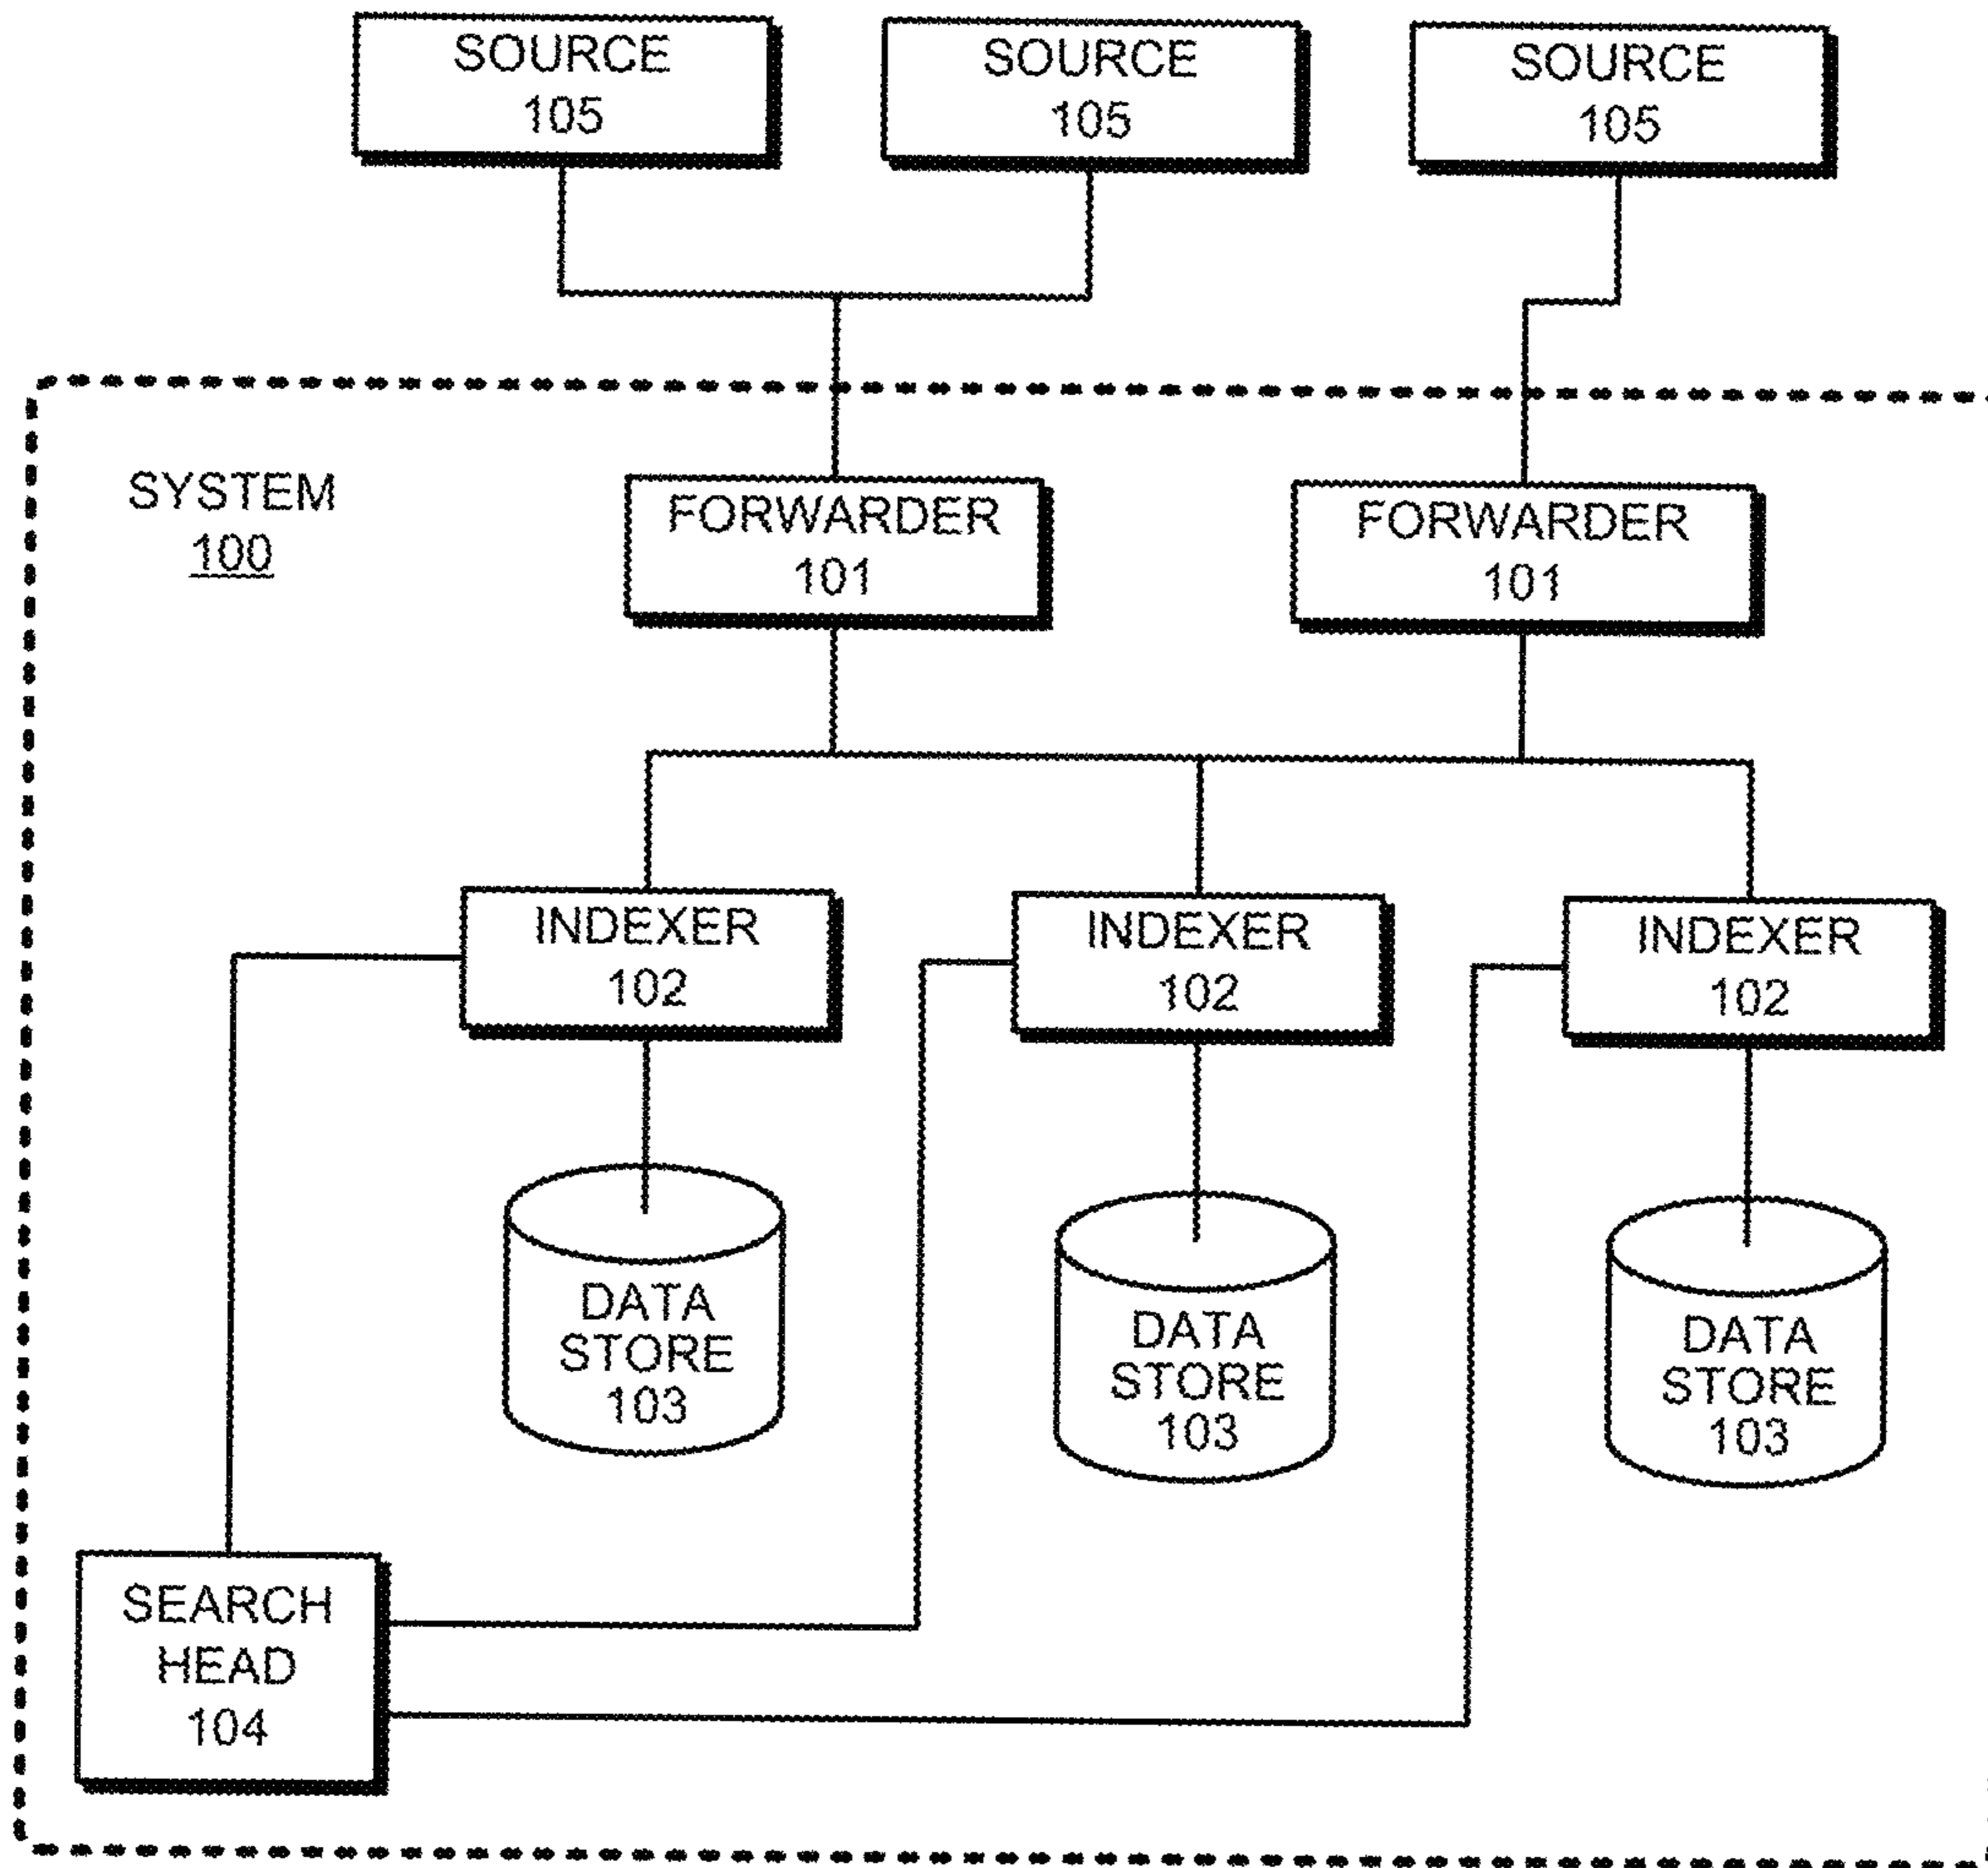 SOURCE
105
SOURCE
105
SOURCE
105
SYSTEM
100
FORWARDER
101
FORWARDER
101
INDEXER
102
INDEXER
102
INDEXER
102
DATA
STORE
103
DATA
STORE
103
DATA
STORE
103
SEARCH
HEAD
104